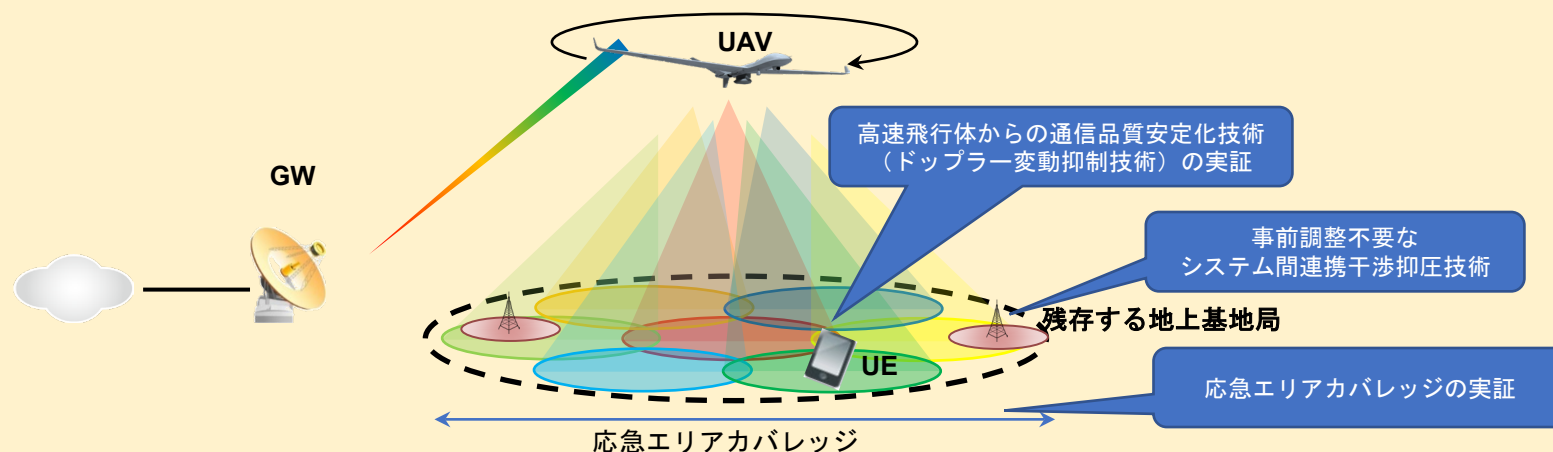 UAV
高速飛行体からの通信品質安定化技術
（ドップラー変動抑制技術）の実証
GW
事前調整不要な
システム間連携干渉抑圧技術
残存する地上基地局
UE
応急エリアカバレッジの実証
応急エリアカバレッジ